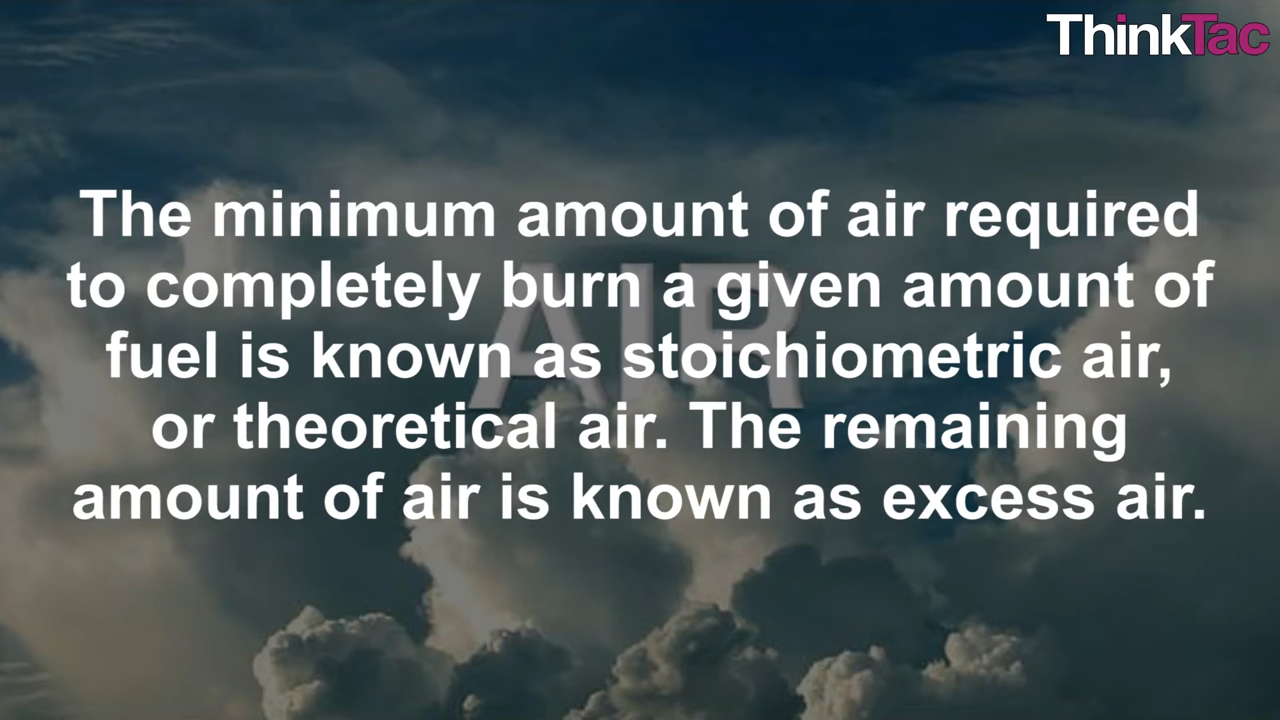 ThinkTac
The minimum amount of air required
to completely burn a given amount of
fuel is known as stoichiometric air,
or theoretical air. The remaining
amount of air is known as excess air.
AIR